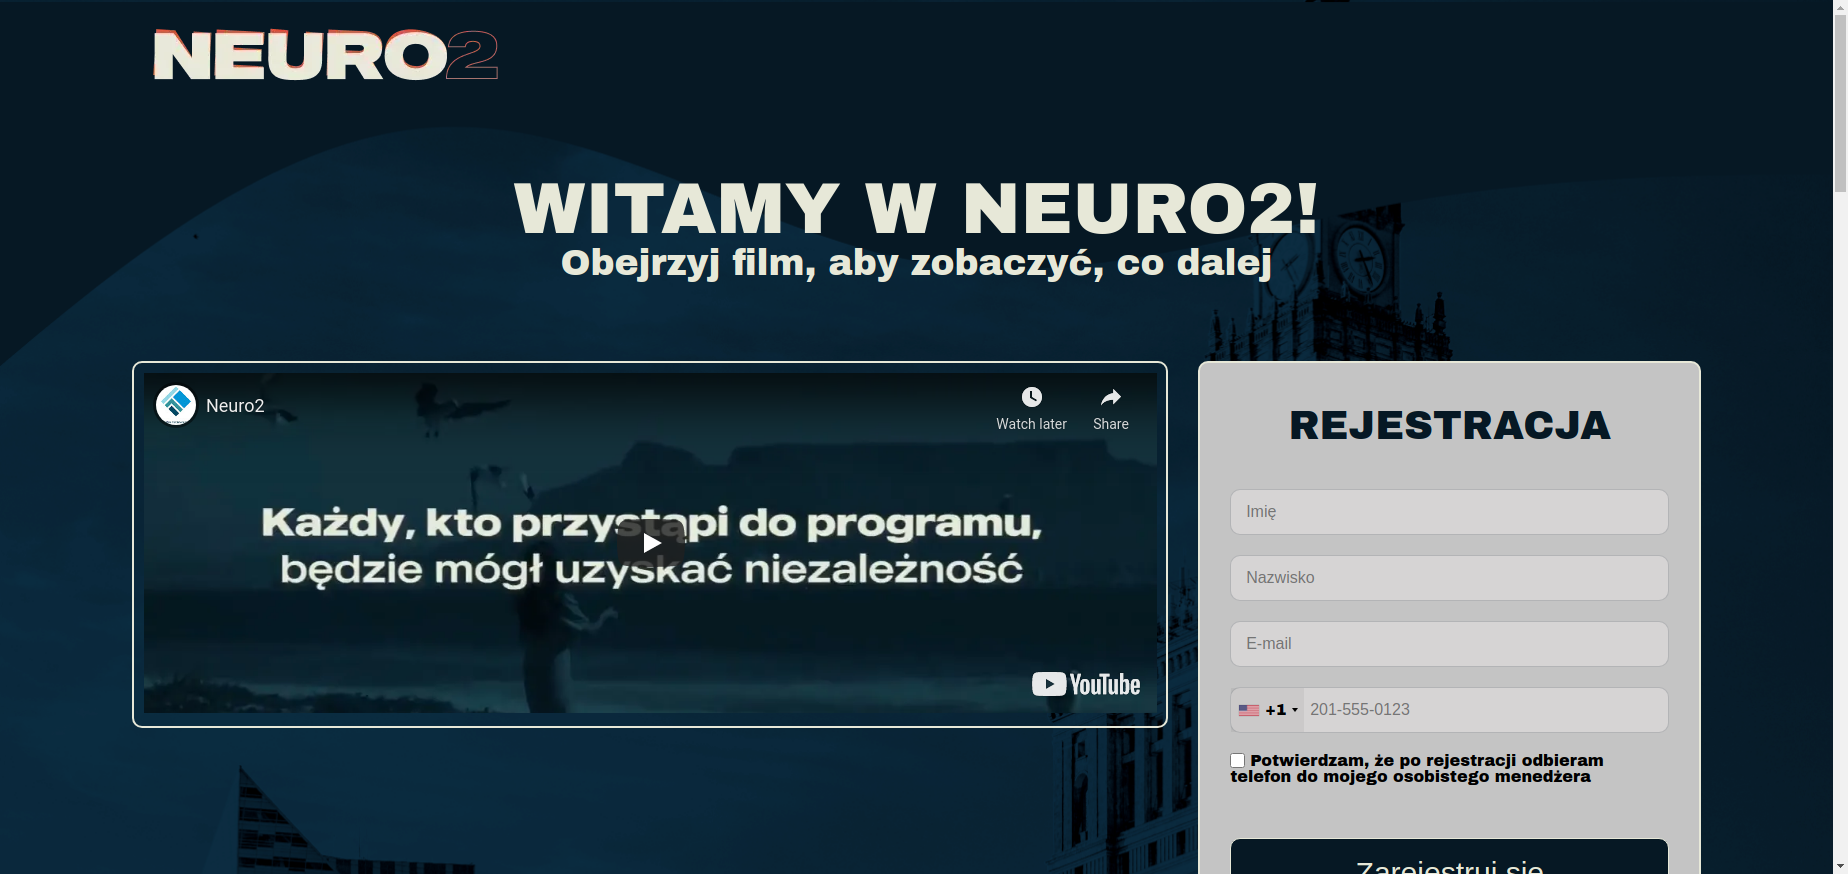 NEURO2
WITAMY W NEURO2!
Obejrzyj film, aby zobaczyć, co dalej
Neuro2
Watch later
Share
Każdy, kto przystąpi do programu,
będzie mógł uzyskać niezależność
YouTube
REJESTRACJA
Imię
Nazwisko
E-mail
+1 201-555-0123
Potwierdzam, że po rejestracji odbieram
telefon do mojego osobistego menedżera
Zarejestruj się